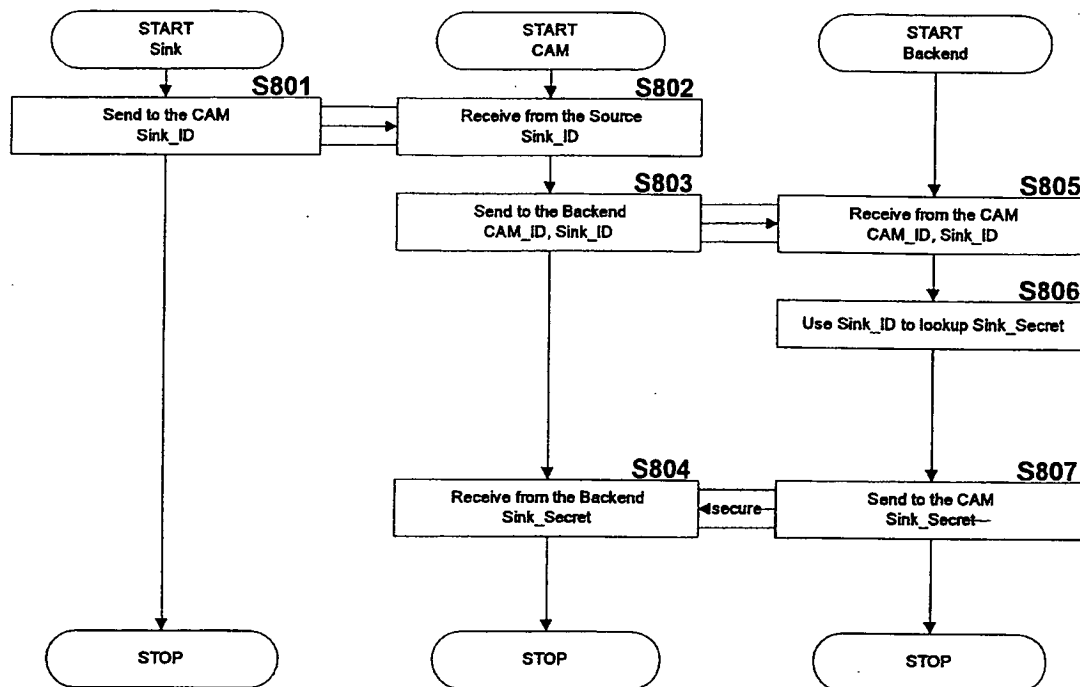 START
Sink
START
CAM
START
Backend
S801
Send to the CAM
Sink_ID
S802
Receive from the Source
Sink_ID
S803
Send to the Backend
CAM_ID, Sink_ID
S805
Receive from the CAM
CAM_ID, Sink_ID
S806
Use Sink_ID to lookup Sink_Secret
S804
Receive from the Backend
Sink_Secret
secure
S807
Send to the CAM
Sink_Secret
STOP
STOP
STOP